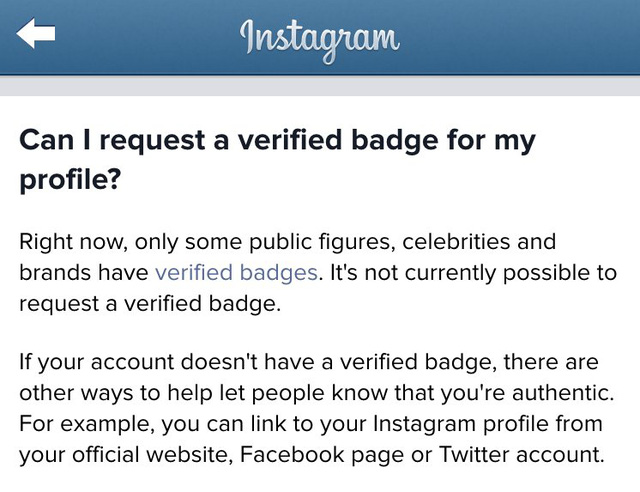 Instagram
Can I request a verified badge for my
profile?
Right now, only some public figures, celebrities and
brands have verified badges. It's not currently possible to
request a verified badge.
If your account doesn't have a verified badge, there are
other ways to help let people know that you're authentic.
For example, you can link to your Instagram profile from
your official website, Facebook page or Twitter account.